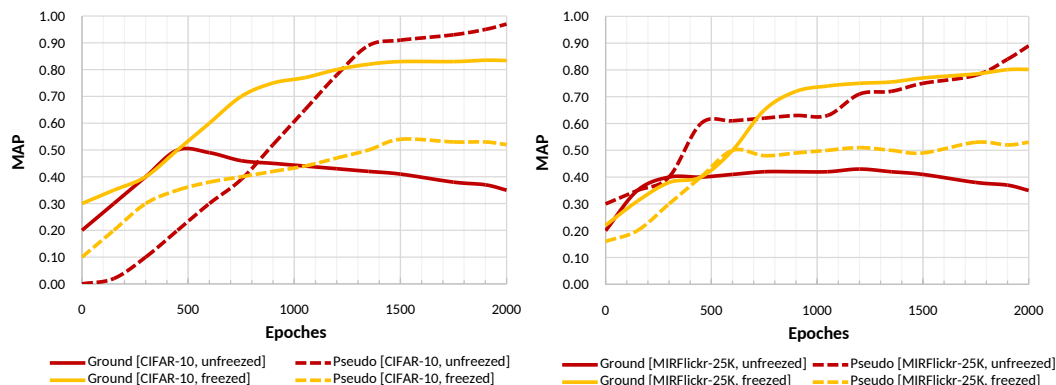 1.00
0.90
0.80
0.70
0.60
0.50
0.40
0.30
0.20
0.10
0.00
MAP
0 500 1000 1500 2000
Epoches
Ground [CIFAR-10, unfreezed] Pseudo [CIFAR-10, unfreezed]
Ground [CIFAR-10, freezed] Pseudo [CIFAR-10, freezed]
1.00
0.90
0.80
0.70
0.60
0.50
0.40
0.30
0.20
0.10
0.00
MAP
0 500 1000 1500 2000
Epoches
Ground [MIRFlickr-25K, unfreezed] Pseudo [MIRFlickr-25K, unfreezed]
Ground [MIRFlickr-25K, freezed] Pseudo [MIRFlickr-25K, freezed]